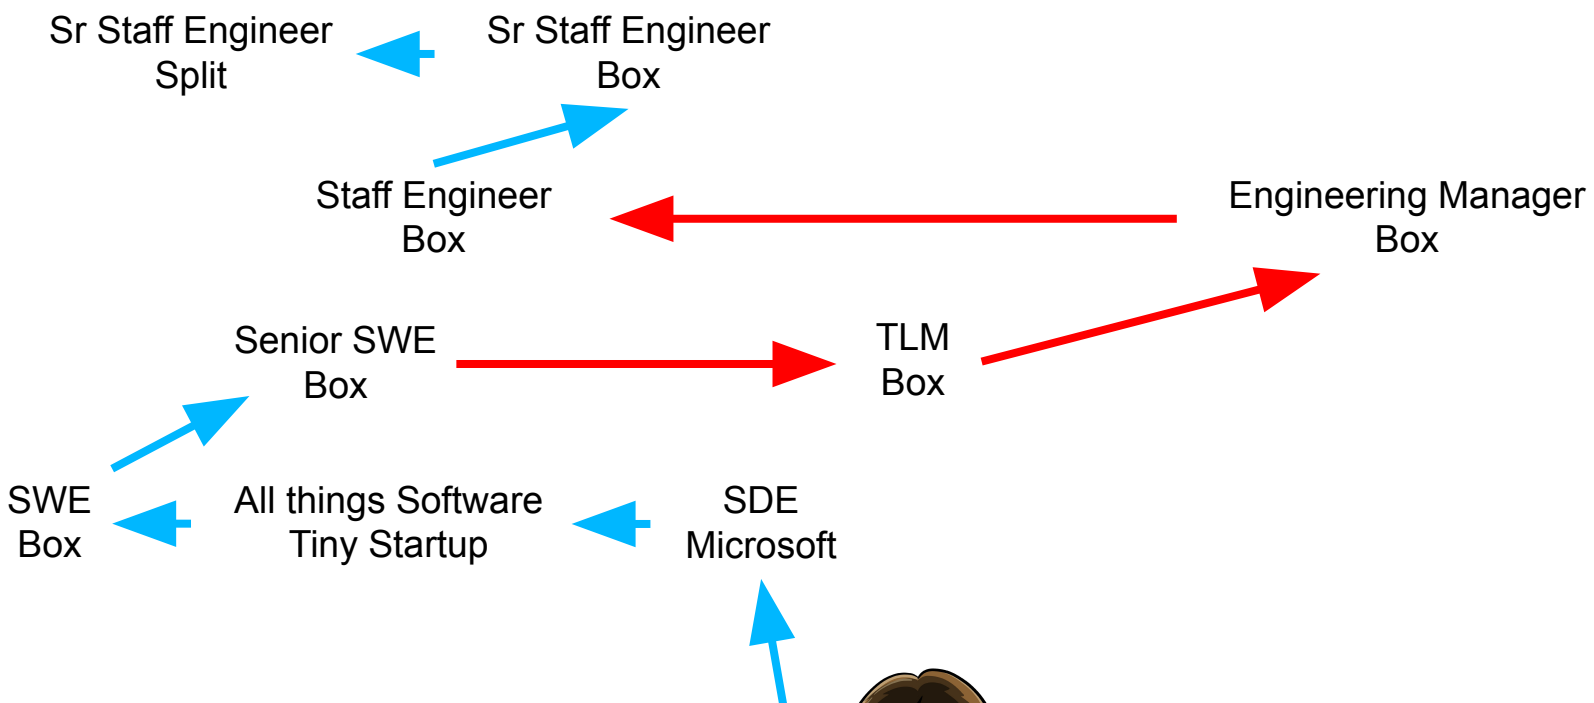 Sr Staff Engineer
Split
Sr Staff Engineer
Box
Staff Engineer
Box
Engineering Manager
Box
Senior SWE
Box
TLM
Box
SWE
Box
All things Software
Tiny Startup
SDE
Microsoft